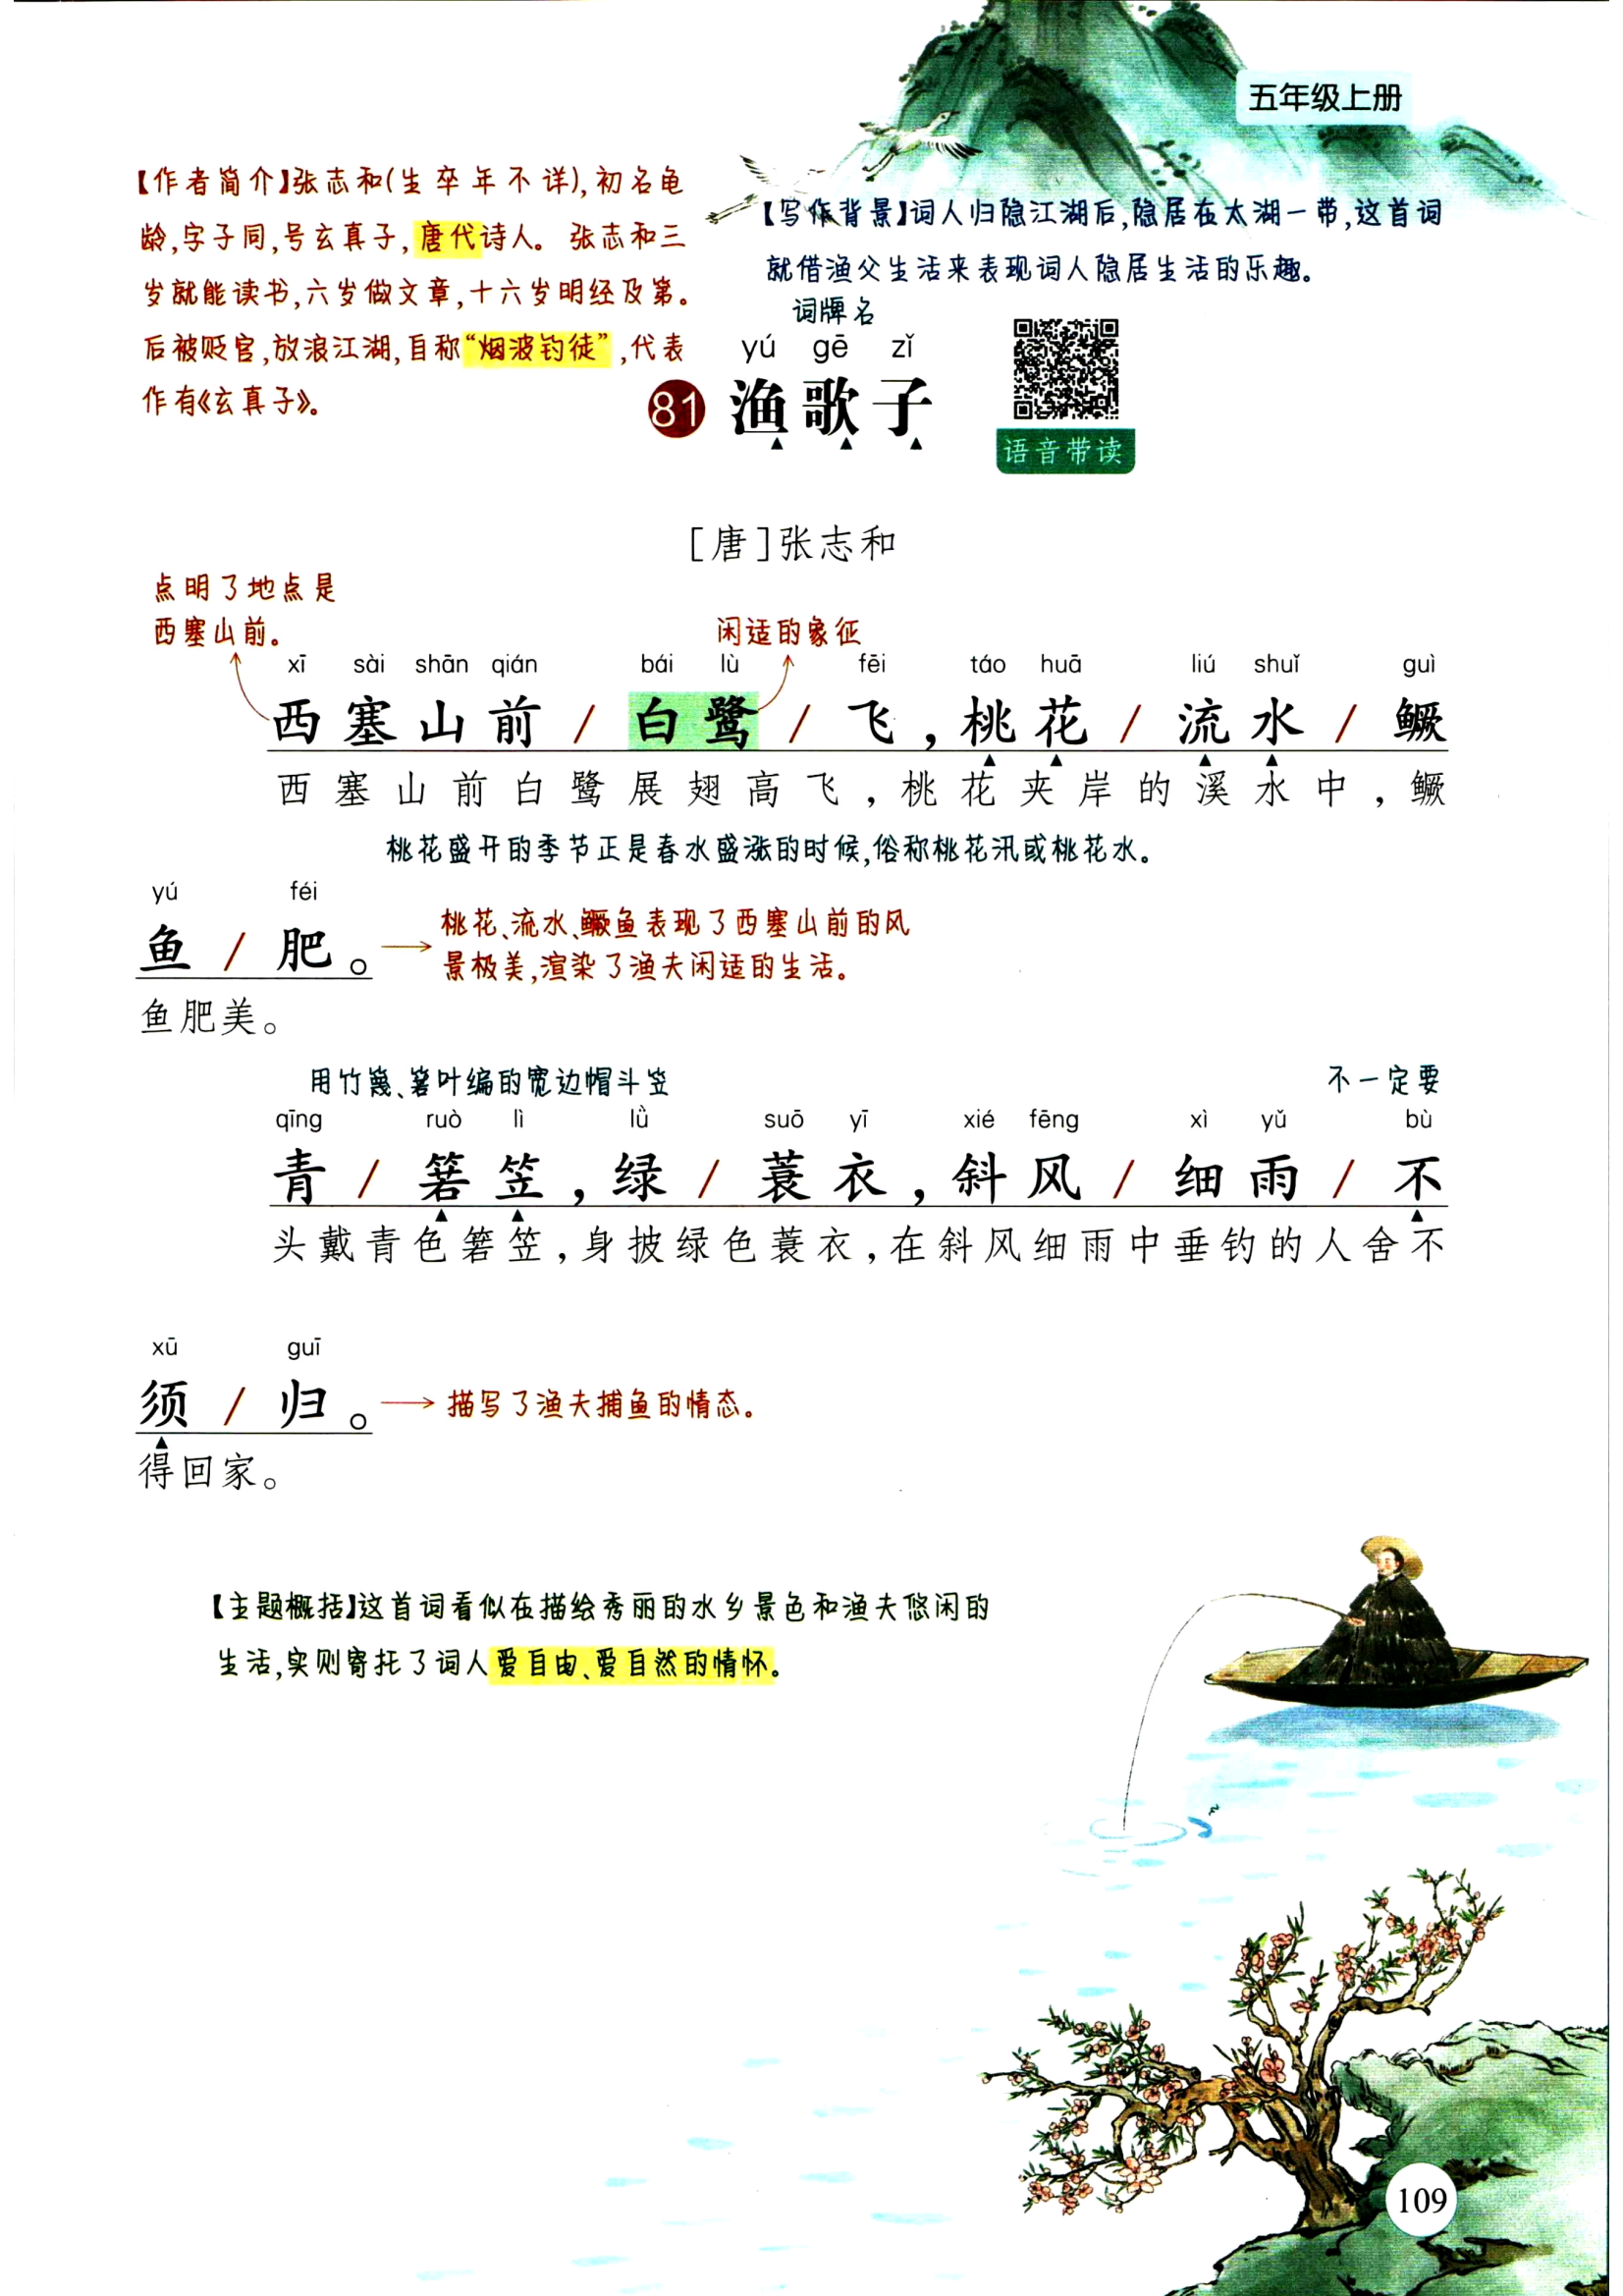 五年级上册
【作者简介】张志和(生卒年不详),初名龟
龄,字子同,号玄真子,唐代诗人。张志和三
岁就能读书,六岁做文章,十六岁明经及第。
后被贬官,放浪江湖,自称“烟波钓徒”,代表
作有《玄真子》。
【写作背景】词人归隐江湖后,隐居在太湖一带,这首词
就借渔父生活来表现词人隐居生活的乐趣。
词牌名
yú gē zǐ
81 渔歌子
语音带读
[唐]张志和
点明了地点是
西塞山前。
闲适的象征
xī sài shān qián bái lù fēi táo huā liú shuǐ guì
西塞山前/白鹭/飞,桃花/流水/鳜
西塞山前白鹭展翅高飞,桃花夹岸的溪水中,鳜
桃花盛开的季节正是春水盛涨的时候,俗称桃花汛或桃花水。
yú féi
鱼/肥。
桃花、流水、鳜鱼表现了西塞山前的风
景极美,渲染了渔夫闲适的生活。
鱼肥美。
用竹篾、箬叶编的宽边帽斗笠
不一定要
qīng ruò lì lǜ suō yī xié fēng xì yǔ bù
青/箬笠,绿/蓑衣,斜风/细雨/不
头戴青色箬笠,身披绿色蓑衣,在斜风细雨中垂钓的人舍不
xū guī
须/归。
描写了渔夫捕鱼的情态。
得回家。
【主题概括】这首词看似在描绘秀丽的水乡景色和渔夫悠闲的
生活,实则寄托了词人爱自由、爱自然的情怀。
109